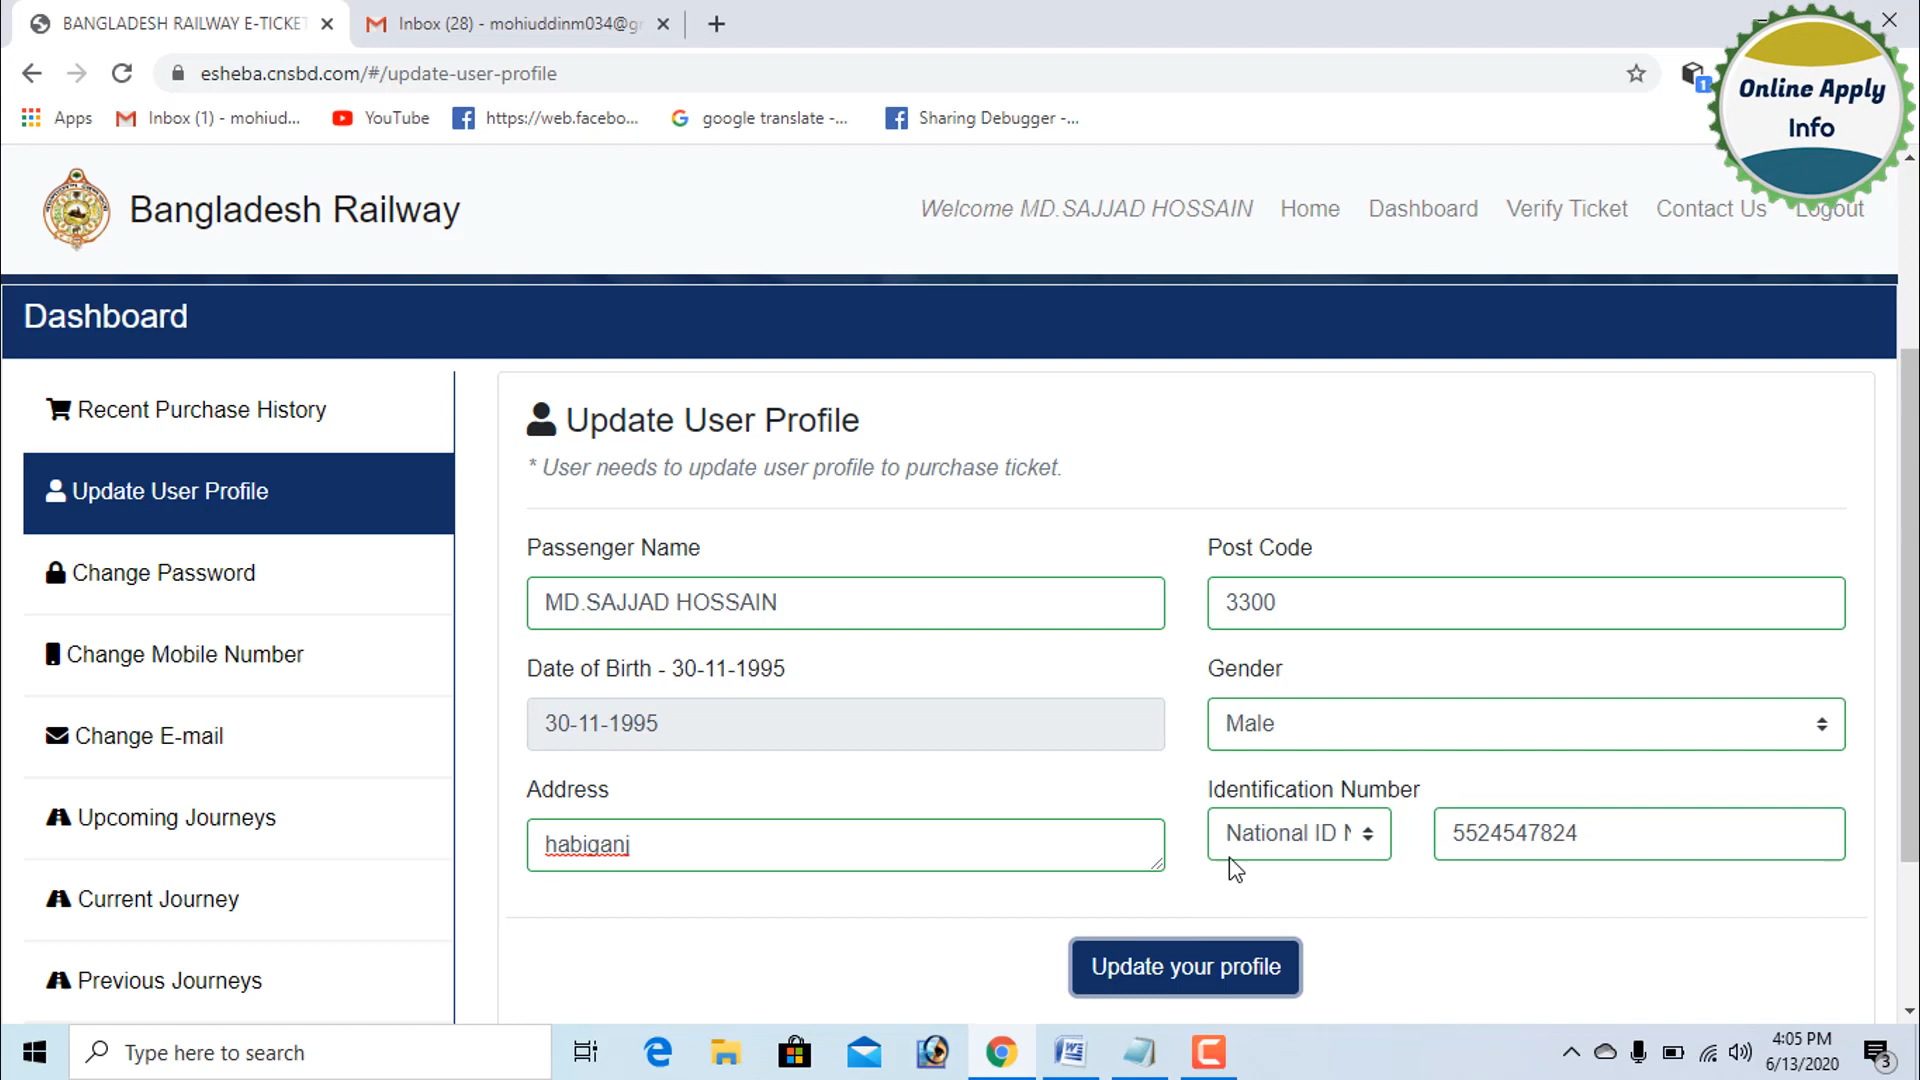 BANGLADESH RAILWAY E-TICKET
Inbox (28) - mohiuddinm034@g
esheba.cnsbd.com/#/update-user-profile
1
Online Apply
Info
Apps
Inbox (1) - mohiud...
YouTube
https://web.facebo...
google translate -...
Sharing Debugger -...
Bangladesh Railway
Welcome MD.SAJJAD HOSSAIN
Home
Dashboard
Verify Ticket
Contact Us
Logout
Dashboard
Recent Purchase History
Update User Profile
Change Password
Change Mobile Number
Change E-mail
Upcoming Journeys
Current Journey
Previous Journeys
Update User Profile
* User needs to update user profile to purchase ticket.
Passenger Name
MD.SAJJAD HOSSAIN
Post Code
3300
Date of Birth - 30-11-1995
30-11-1995
Gender
Male
Address
habiganj
Identification Number
National ID N
5524547824
Update your profile
Type here to search
4:05 PM
6/13/2020
3